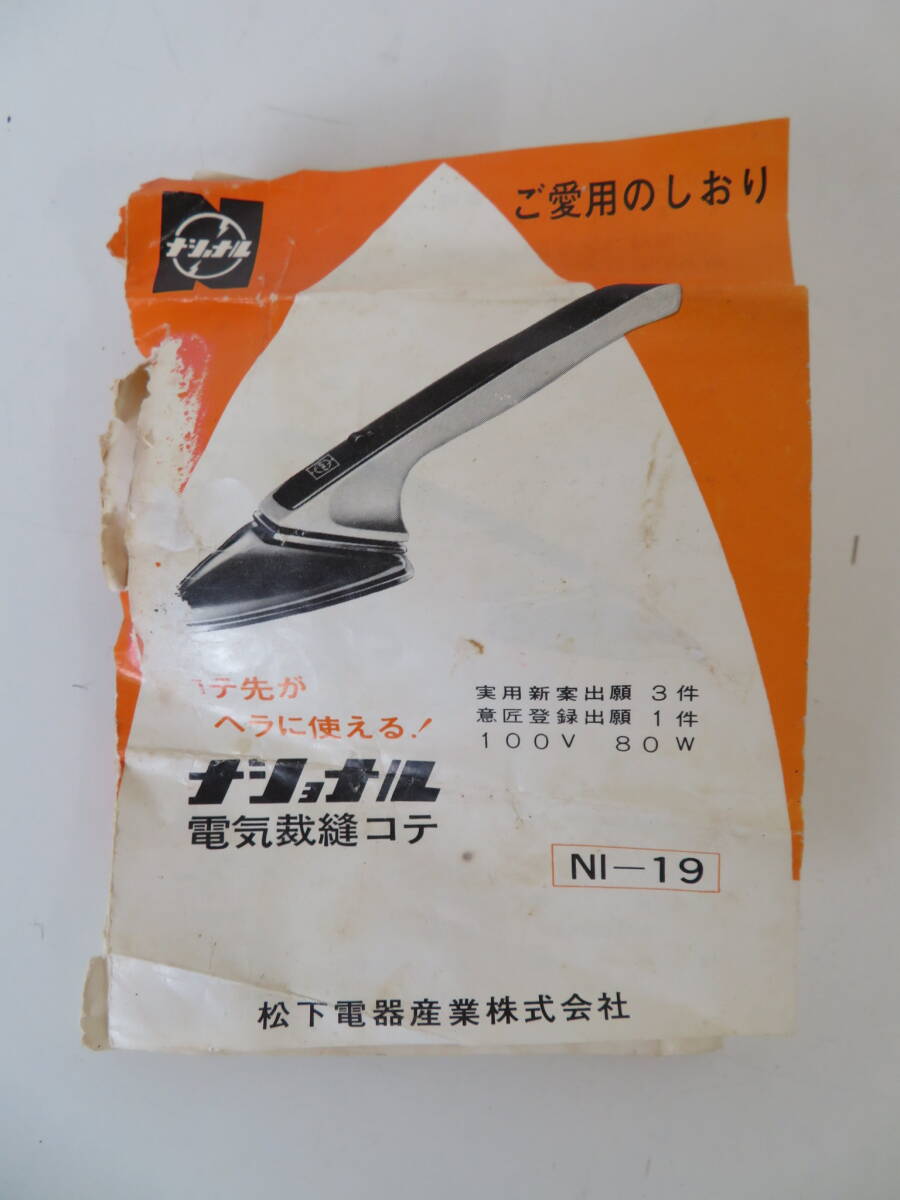 ナショナル
ご愛用のしおり
コテ先が
ヘラに使える!
実用新案出願 3件
意匠登録出願 1件
100V 80W
ナショナル
電気裁縫コテ
NI-19
松下電器産業株式会社